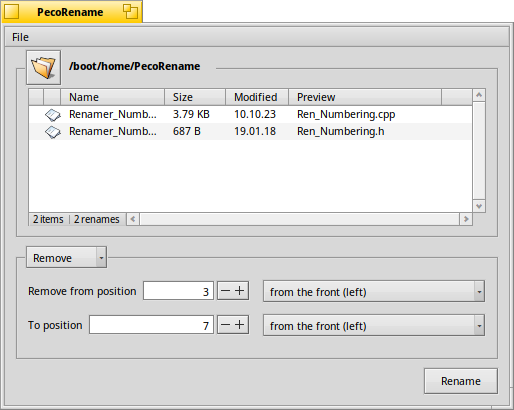 PecoRename
File
/boot/home/PecoRename
Name Size Modified Preview
Renamer_Numb... 3.79 KB 10.10.23 Ren_Numbering.cpp
Renamer_Numb... 687 B 19.01.18 Ren_Numbering.h
2 items 2 renames
Remove
Remove from position 3 from the front (left)
To position 7 from the front (left)
Rename